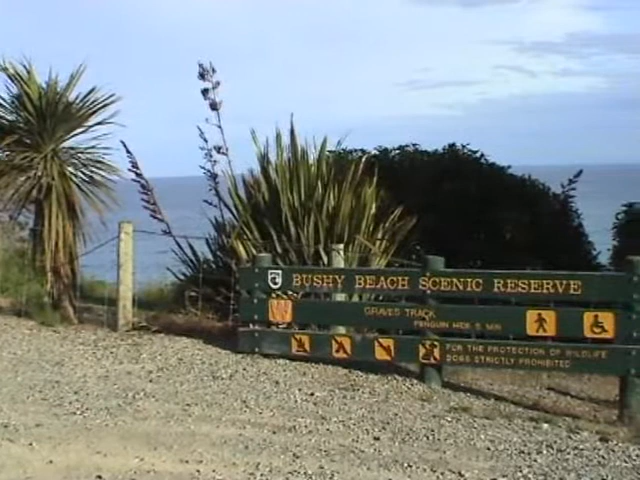 BUSHY BEACH SCENIC RESERVE
GRAVES TRACK
PENGUIN HIDE 5 MIN
FOR THE PROTECTION OF WILDLIFE
DOGS STRICTLY PROHIBITED